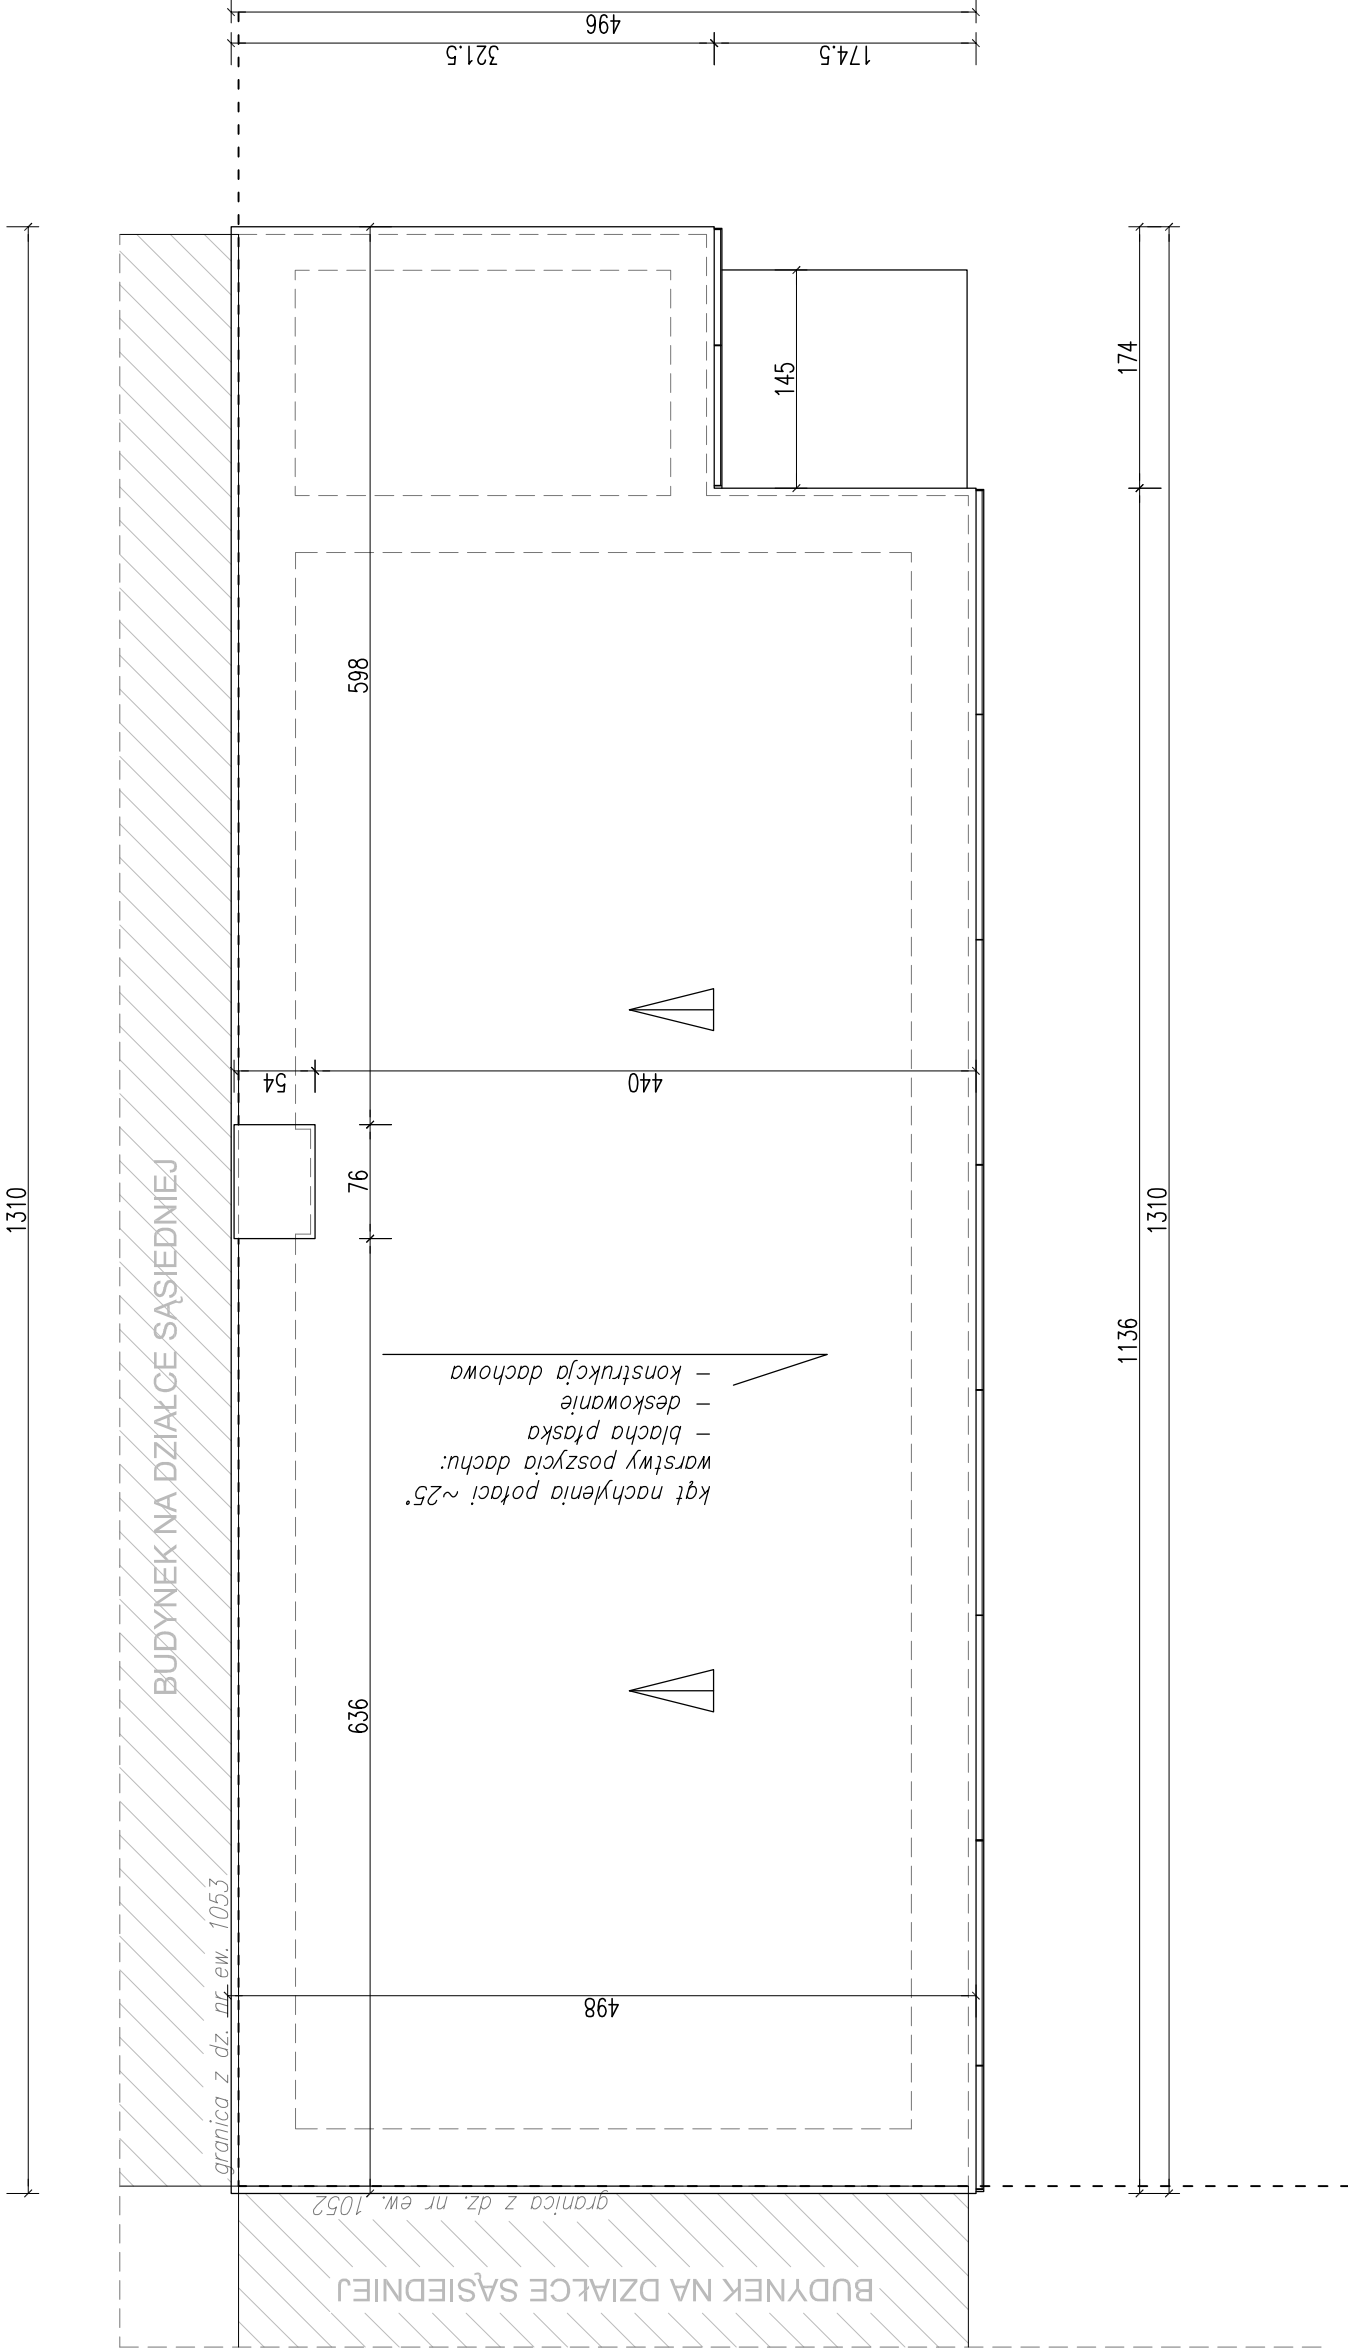 496
321.5
174.5
1310
598
145
174
54
440
76
636
498
1136
1310
BUDYNEK NA DZIAŁCE SĄSIEDNIEJ
granica z dz. nr ew. 1053
kąt nachylenia połaci ~25°
warstwy poszycia dachu:
– blacha płaska
– deskowanie
– konstrukcja dachowa
granica z dz. nr ew. 1052
BUDYNEK NA DZIAŁCE SĄSIEDNIEJ